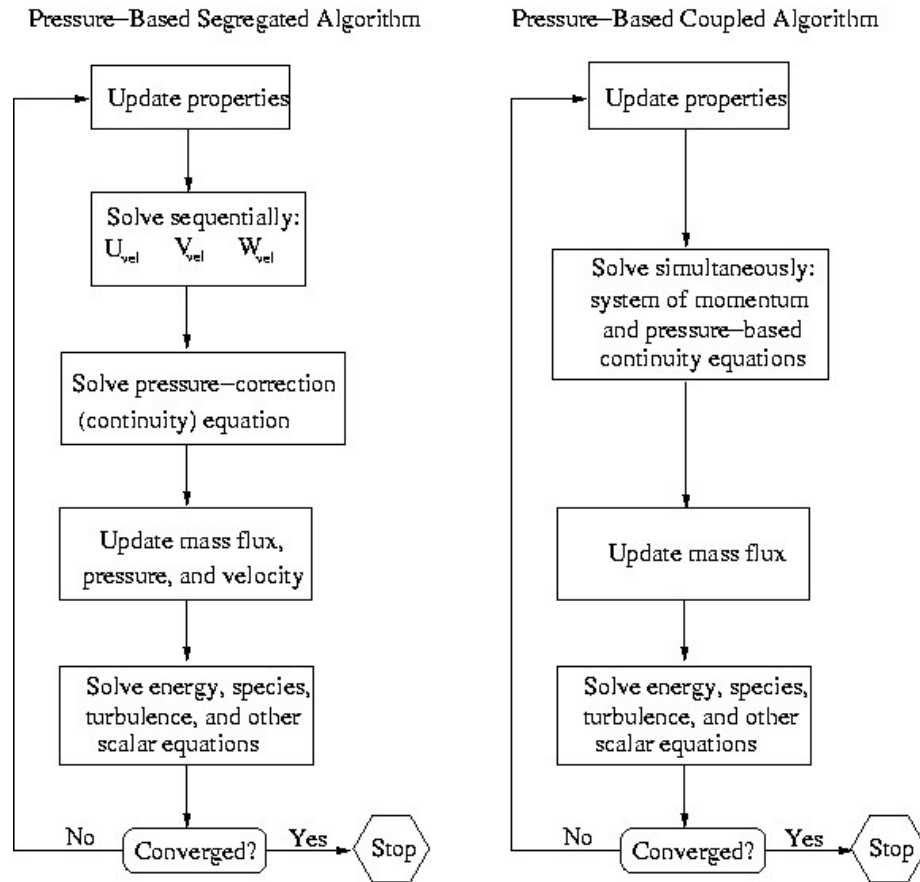 Pressure–Based Segregated Algorithm
Update properties
Solve sequentially:
U_vel V_vel W_vel
Solve pressure–correction
(continuity) equation
Update mass flux,
pressure, and velocity
Solve energy, species,
turbulence, and other
scalar equations
No
Converged?
Yes
Stop
Pressure–Based Coupled Algorithm
Update properties
Solve simultaneously:
system of momentum
and pressure–based
continuity equations
Update mass flux
Solve energy, species,
turbulence, and other
scalar equations
No
Converged?
Yes
Stop